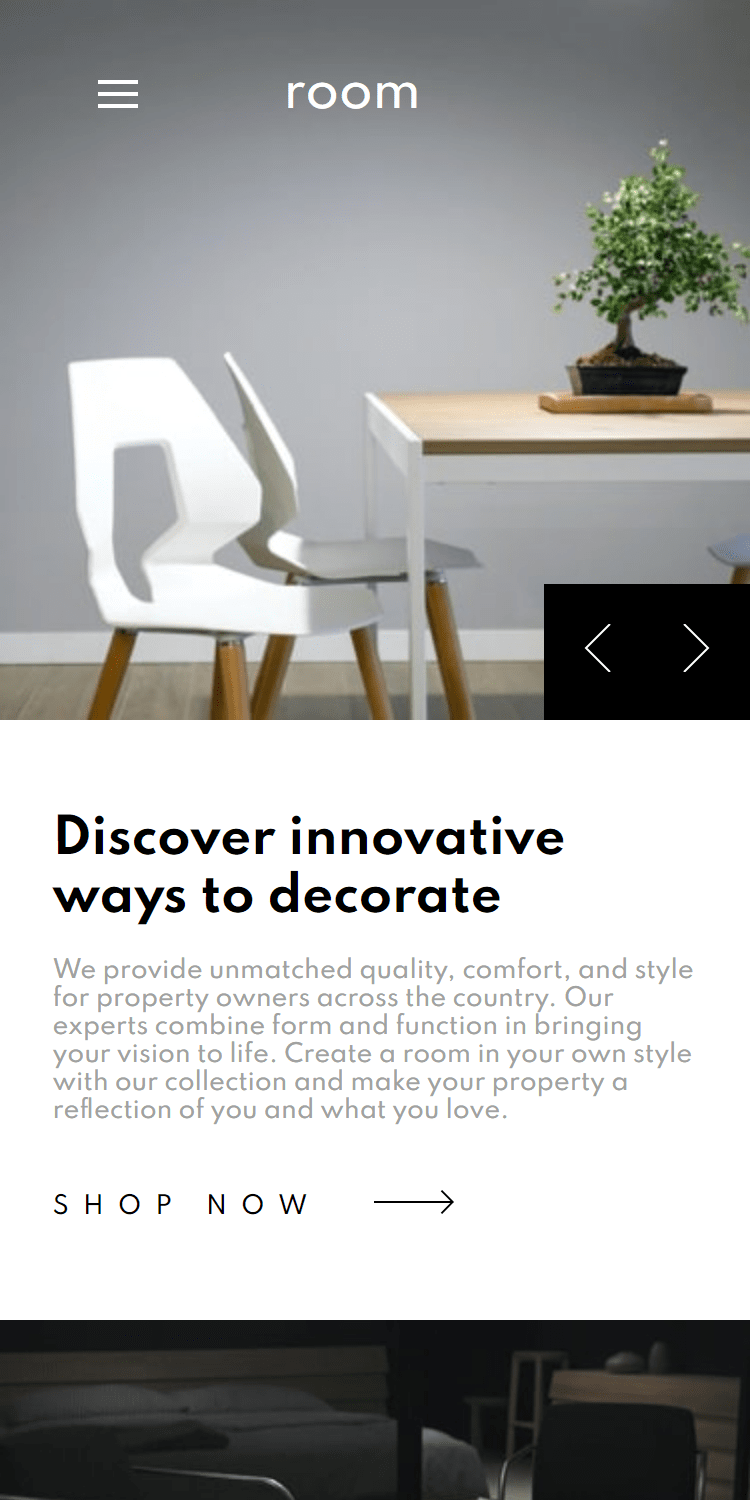 room
Discover innovative
ways to decorate
We provide unmatched quality, comfort, and style
for property owners across the country. Our
experts combine form and function in bringing
your vision to life. Create a room in your own style
with our collection and make your property a
reflection of you and what you love.
SHOP NOW